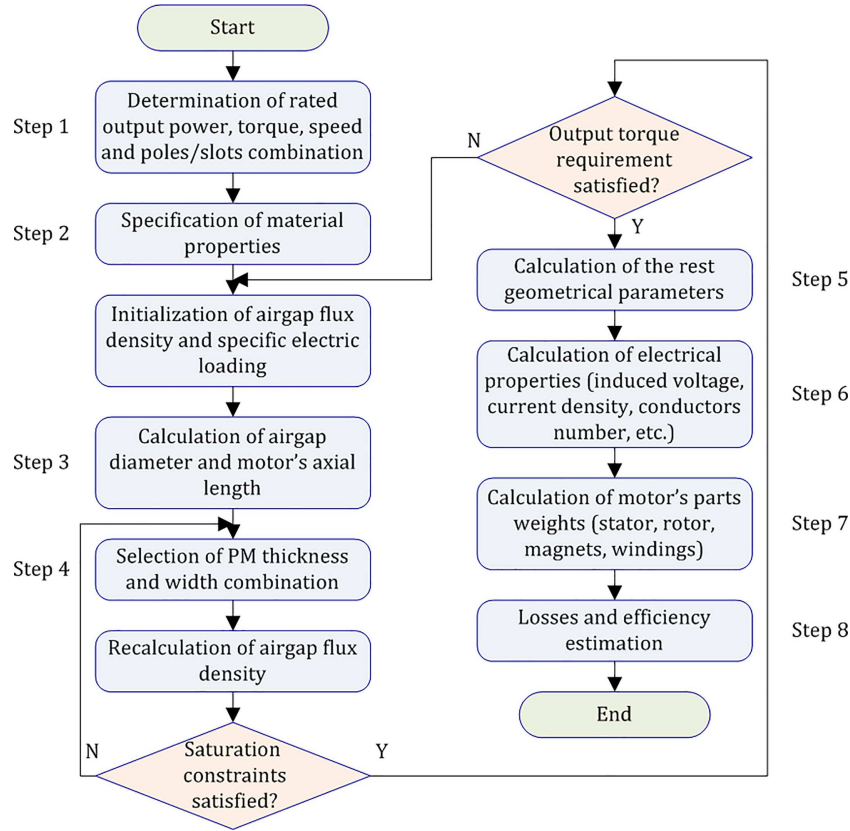 Start
Step 1
Determination of rated
output power, torque, speed
and poles/slots combination
Step 2
Specification of material
properties
Initialization of airgap flux
density and specific electric
loading
Step 3
Calculation of airgap
diameter and motor's axial
length
Step 4
Selection of PM thickness
and width combination
Recalculation of airgap flux
density
N
Saturation
constraints
satisfied?
Y
N
Output torque
requirement
satisfied?
Y
Calculation of the rest
geometrical parameters
Step 5
Calculation of electrical
properties (induced voltage,
current density, conductors
number, etc.)
Step 6
Calculation of motor's parts
weights (stator, rotor,
magnets, windings)
Step 7
Losses and efficiency
estimation
Step 8
End